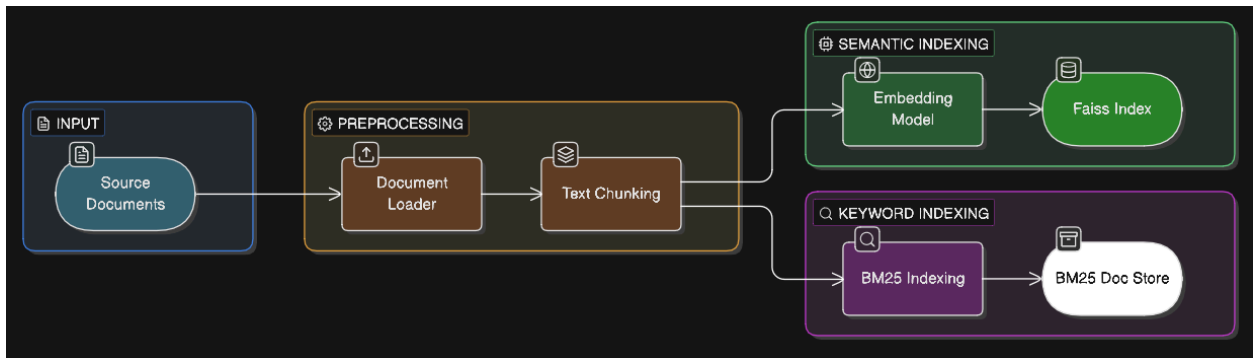 INPUT
Source
Documents
PREPROCESSING
Document
Loader
Text Chunking
SEMANTIC INDEXING
Embedding
Model
Faiss Index
KEYWORD INDEXING
BM25 Indexing
BM25 Doc Store